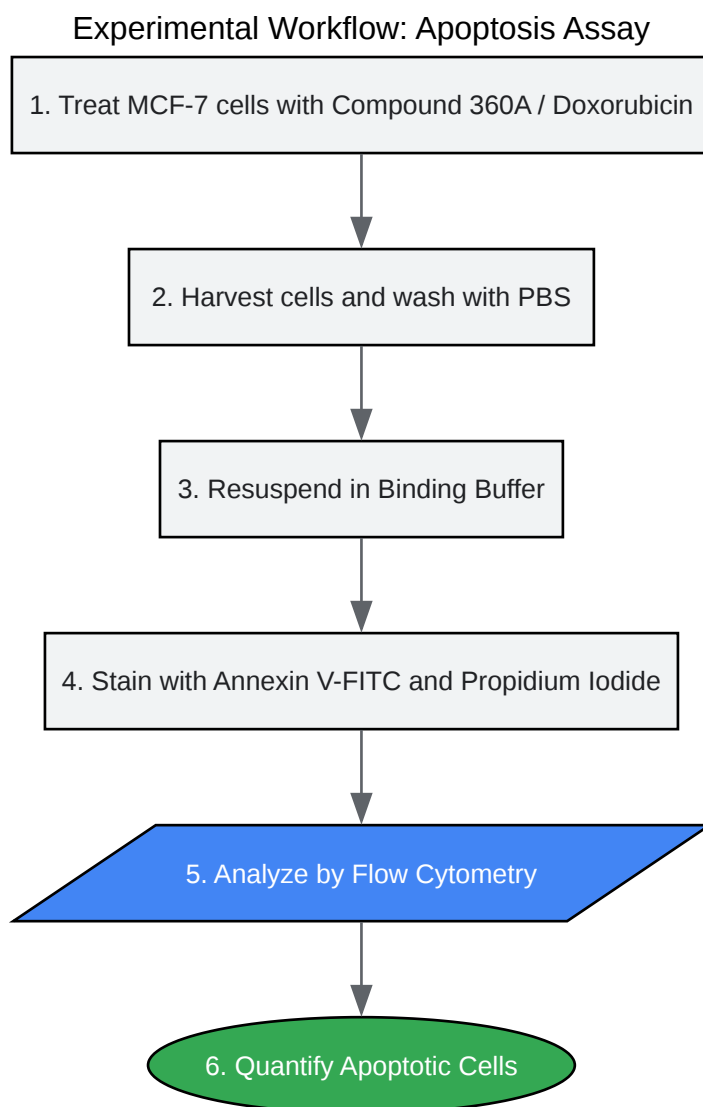 Experimental Workflow: Apoptosis Assay
1. Treat MCF-7 cells with Compound 360A / Doxorubicin
2. Harvest cells and wash with PBS
3. Resuspend in Binding Buffer
4. Stain with Annexin V-FITC and Propidium Iodide
5. Analyze by Flow Cytometry
6. Quantify Apoptotic Cells